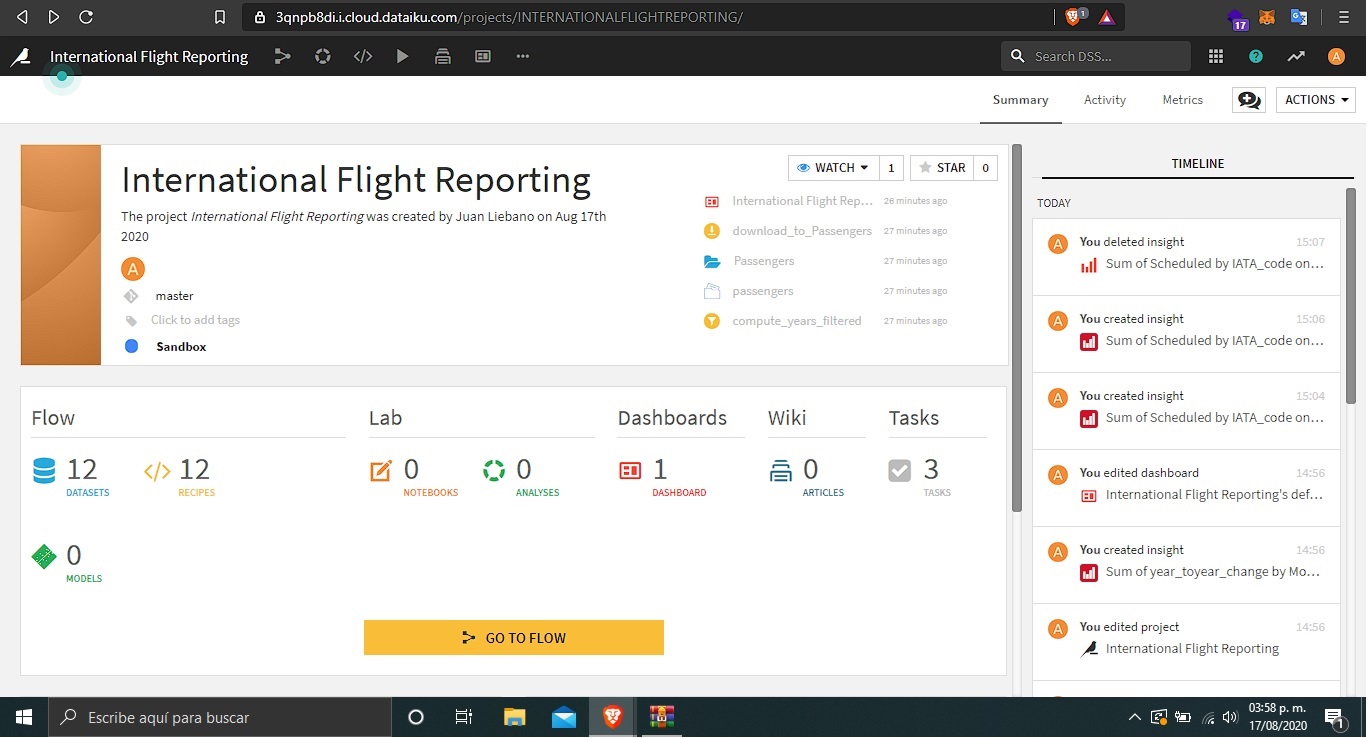 3qnpb8di.i.cloud.dataiku.com/projects/INTERNATIONALFLIGHTREPORTING/
1
17
International Flight Reporting
Search DSS...
?
A
Summary
Activity
Metrics
ACTIONS
International Flight Reporting
WATCH
1
STAR
0
The project International Flight Reporting was created by Juan Liebano on Aug 17th
2020
A
master
Click to add tags
Sandbox
International Flight Rep... 26 minutes ago
download_to_Passengers 27 minutes ago
Passengers 27 minutes ago
passengers 27 minutes ago
compute_years_filtered 27 minutes ago
Flow
12
DATASETS
12
RECIPES
0
MODELS
Lab
0
NOTEBOOKS
0
ANALYSES
Dashboards
1
DASHBOARD
Wiki
0
ARTICLES
Tasks
3
TASKS
GO TO FLOW
TIMELINE
TODAY
A
You deleted insight 15:07
Sum of Scheduled by IATA_code on...
A
You created insight 15:06
Sum of Scheduled by IATA_code on...
A
You created insight 15:04
Sum of Scheduled by IATA_code on...
A
You edited dashboard 14:56
International Flight Reporting's def...
A
You created insight 14:56
Sum of year_toyear_change by Mo...
A
You edited project 14:56
International Flight Reporting
Escribe aquí para buscar
03:58 p. m.
17/08/2020
1